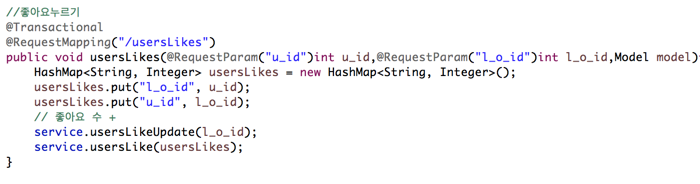 //좋아요누르기
@Transactional
@RequestMapping("/usersLikes")
public void usersLikes(@RequestParam("u_id")int u_id,@RequestParam("l_o_id")int l_o_id,Model model){
HashMap<String, Integer> usersLikes = new HashMap<String, Integer>();
usersLikes.put("l_o_id", u_id);
usersLikes.put("u_id", l_o_id);
// 좋아요 수 +
service.usersLikeUpdate(l_o_id);
service.usersLike(usersLikes);
}